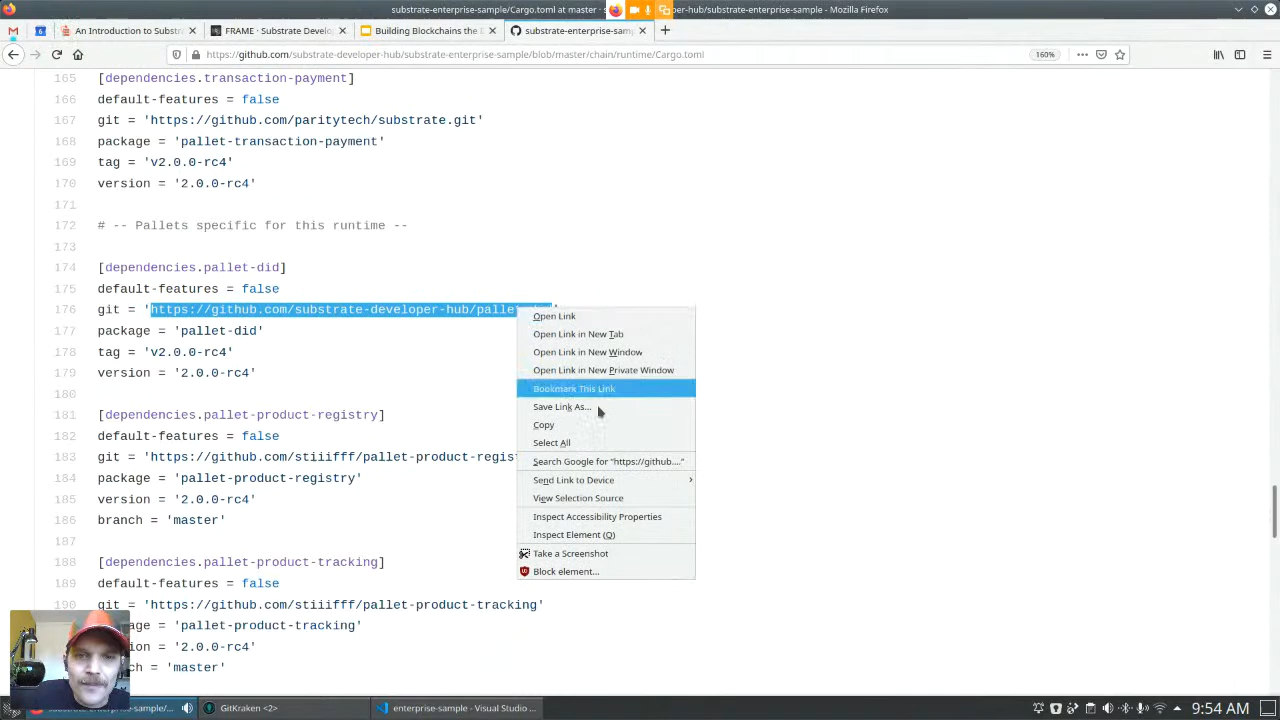 substrate-enterprise-sample/Cargo.toml at master · s
per-hub/substrate-enterprise-sample - Mozilla Firefox
An Introduction to Substr
FRAME · Substrate Devel
Building Blockchains the E
substrate-enterprise-samp
https://github.com/substrate-developer-hub/substrate-enterprise-sample/blob/master/chain/runtime/Cargo.toml
160%
165 [dependencies.transaction-payment]
166 default-features = false
167 git = 'https://github.com/paritytech/substrate.git'
168 package = 'pallet-transaction-payment'
169 tag = 'v2.0.0-rc4'
170 version = '2.0.0-rc4'
171
172 # -- Pallets specific for this runtime --
173
174 [dependencies.pallet-did]
175 default-features = false
176 git = 'https://github.com/substrate-developer-hub/pallet
177 package = 'pallet-did'
178 tag = 'v2.0.0-rc4'
179 version = '2.0.0-rc4'
180
181 [dependencies.pallet-product-registry]
182 default-features = false
183 git = 'https://github.com/stiiifff/pallet-product-regist
184 package = 'pallet-product-registry'
185 version = '2.0.0-rc4'
186 branch = 'master'
187
188 [dependencies.pallet-product-tracking]
189 default-features = false
190 git = 'https://github.com/stiiifff/pallet-product-tracking'
age = 'pallet-product-tracking'
ion = '2.0.0-rc4'
ch = 'master'
Open Link
Open Link in New Tab
Open Link in New Window
Open Link in New Private Window
Bookmark This Link
Save Link As...
Copy
Select All
Search Google for "https://github...."
Send Link to Device
View Selection Source
Inspect Accessibility Properties
Inspect Element (Q)
Take a Screenshot
Block element...
substrate-enterprise-sample/...
GitKraken <2>
enterprise-sample - Visual Studio ...
9:54 AM